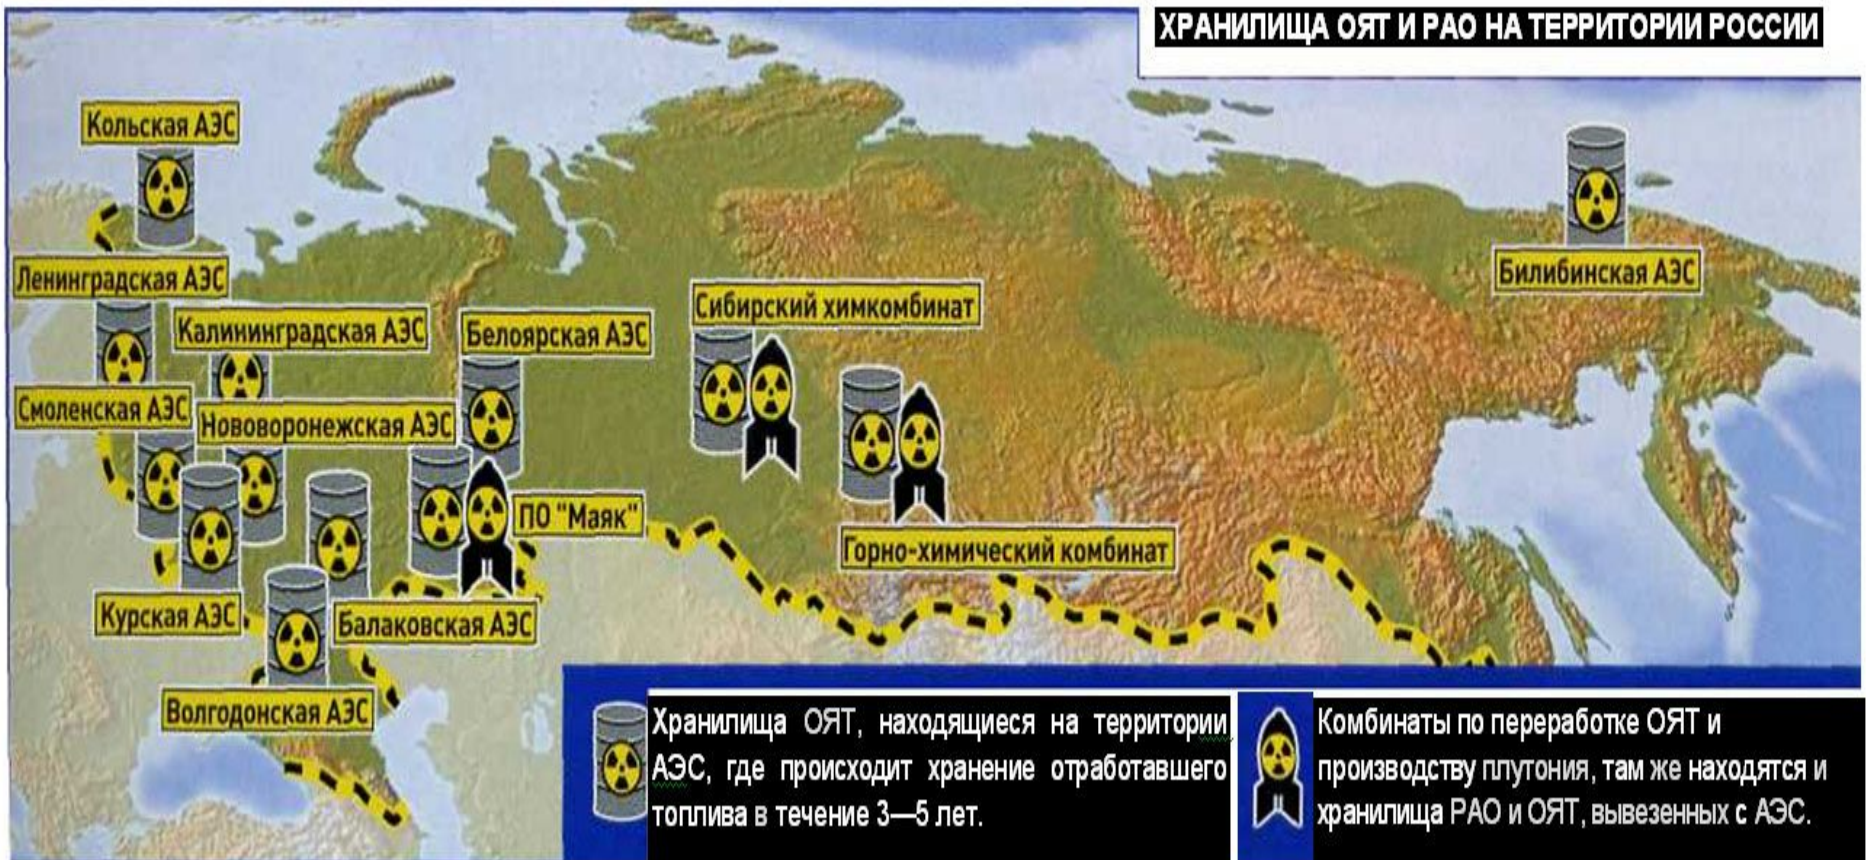 ХРАНИЛИЩА ОЯТ И РАО НА ТЕРРИТОРИИ РОССИИ
Кольская АЭС
Ленинградская АЭС
Билибинская АЭС
Калининградская АЭС
Белоярская АЭС
Сибирский химкомбинат
Смоленская АЭС
Нововоронежская АЭС
ПО "Маяк"
Горно-химический комбинат
Курская АЭС
Балаковская АЭС
Волгодонская АЭС
Хранилища ОЯТ, находящиеся на территории
АЭС, где происходит хранение отработавшего
топлива в течение 3—5 лет.
Комбинаты по переработке ОЯТ и
производству плутония, там же находятся и
хранилища РАО и ОЯТ, вывезенных с АЭС.